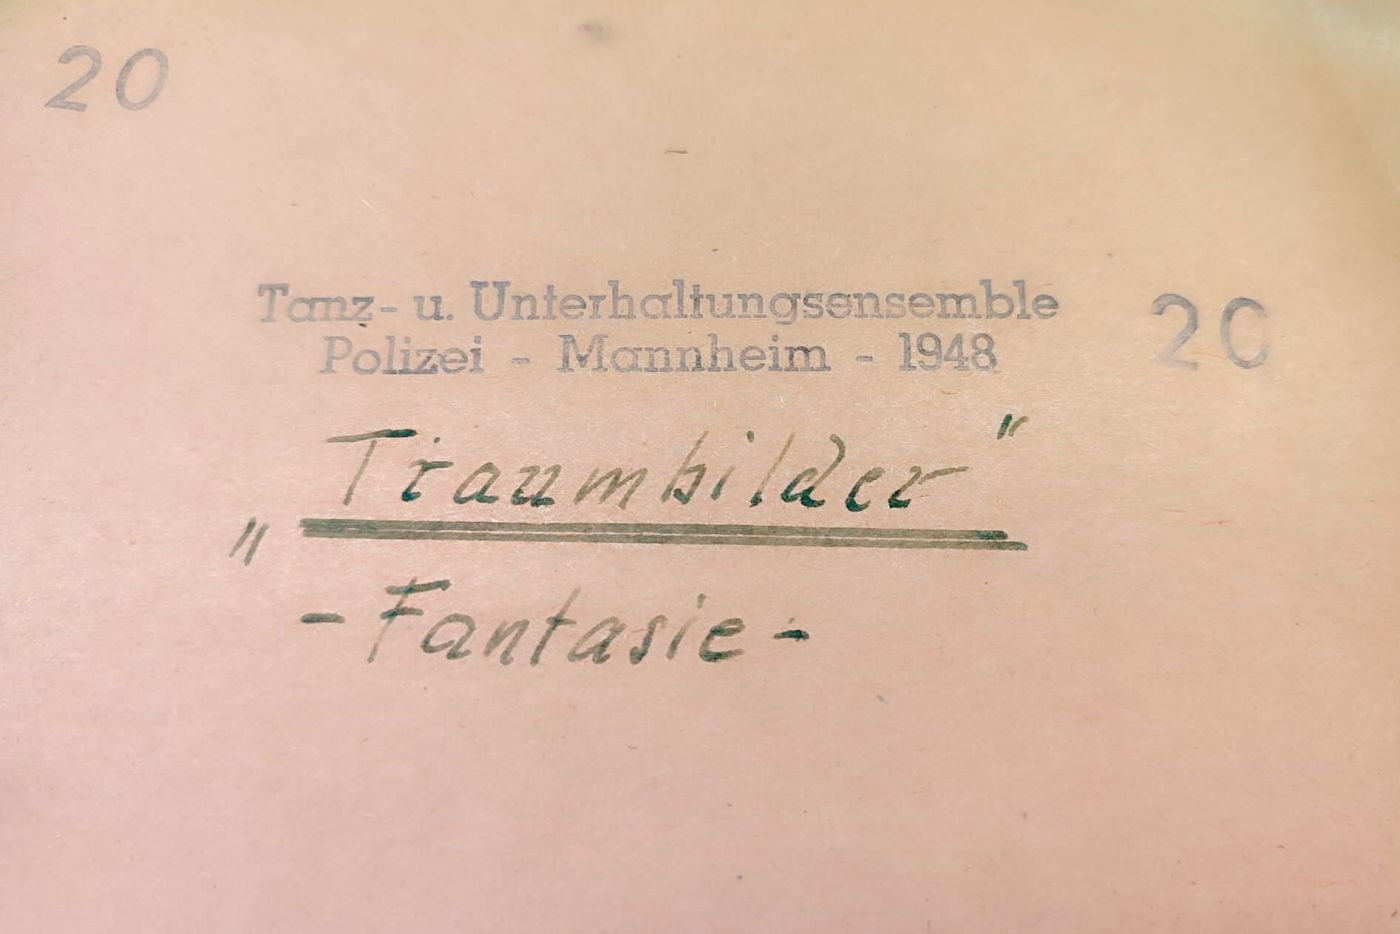 20
Tanz- u. Unterhaltungsensemble
Polizei - Mannheim - 1948 20
„Traumbilder"
-Fantasie-